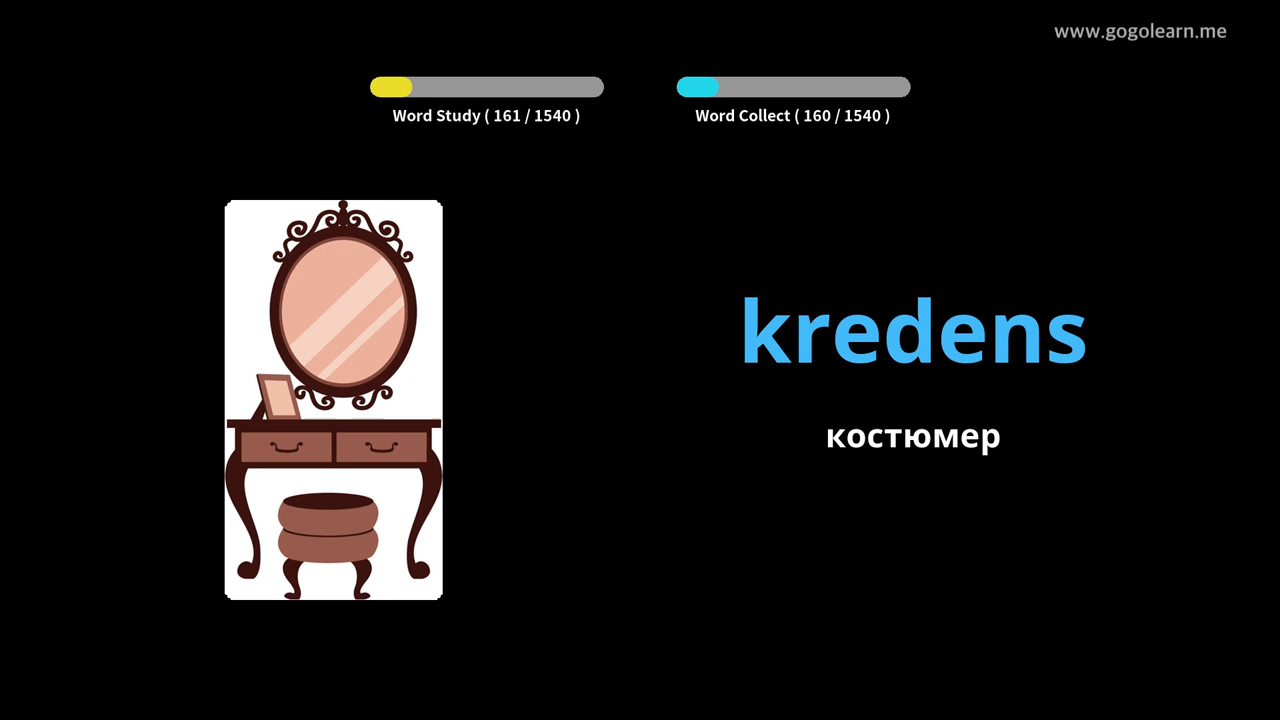 www.gogolearn.me
Word Study ( 161 / 1540 )
Word Collect ( 160 / 1540 )
kredens
костюмер